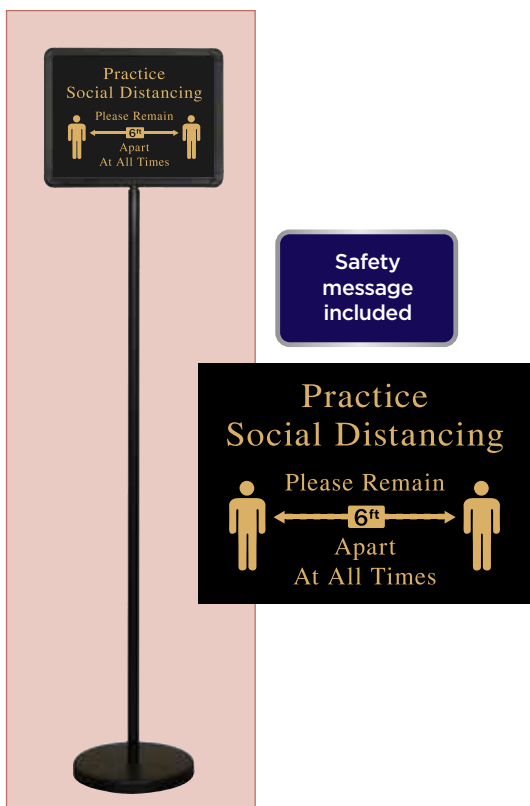 Practice
Social Distancing
Please Remain
6ft
Apart
At All Times
Safety
message
included
Practice
Social Distancing
Please Remain
6ft
Apart
At All Times